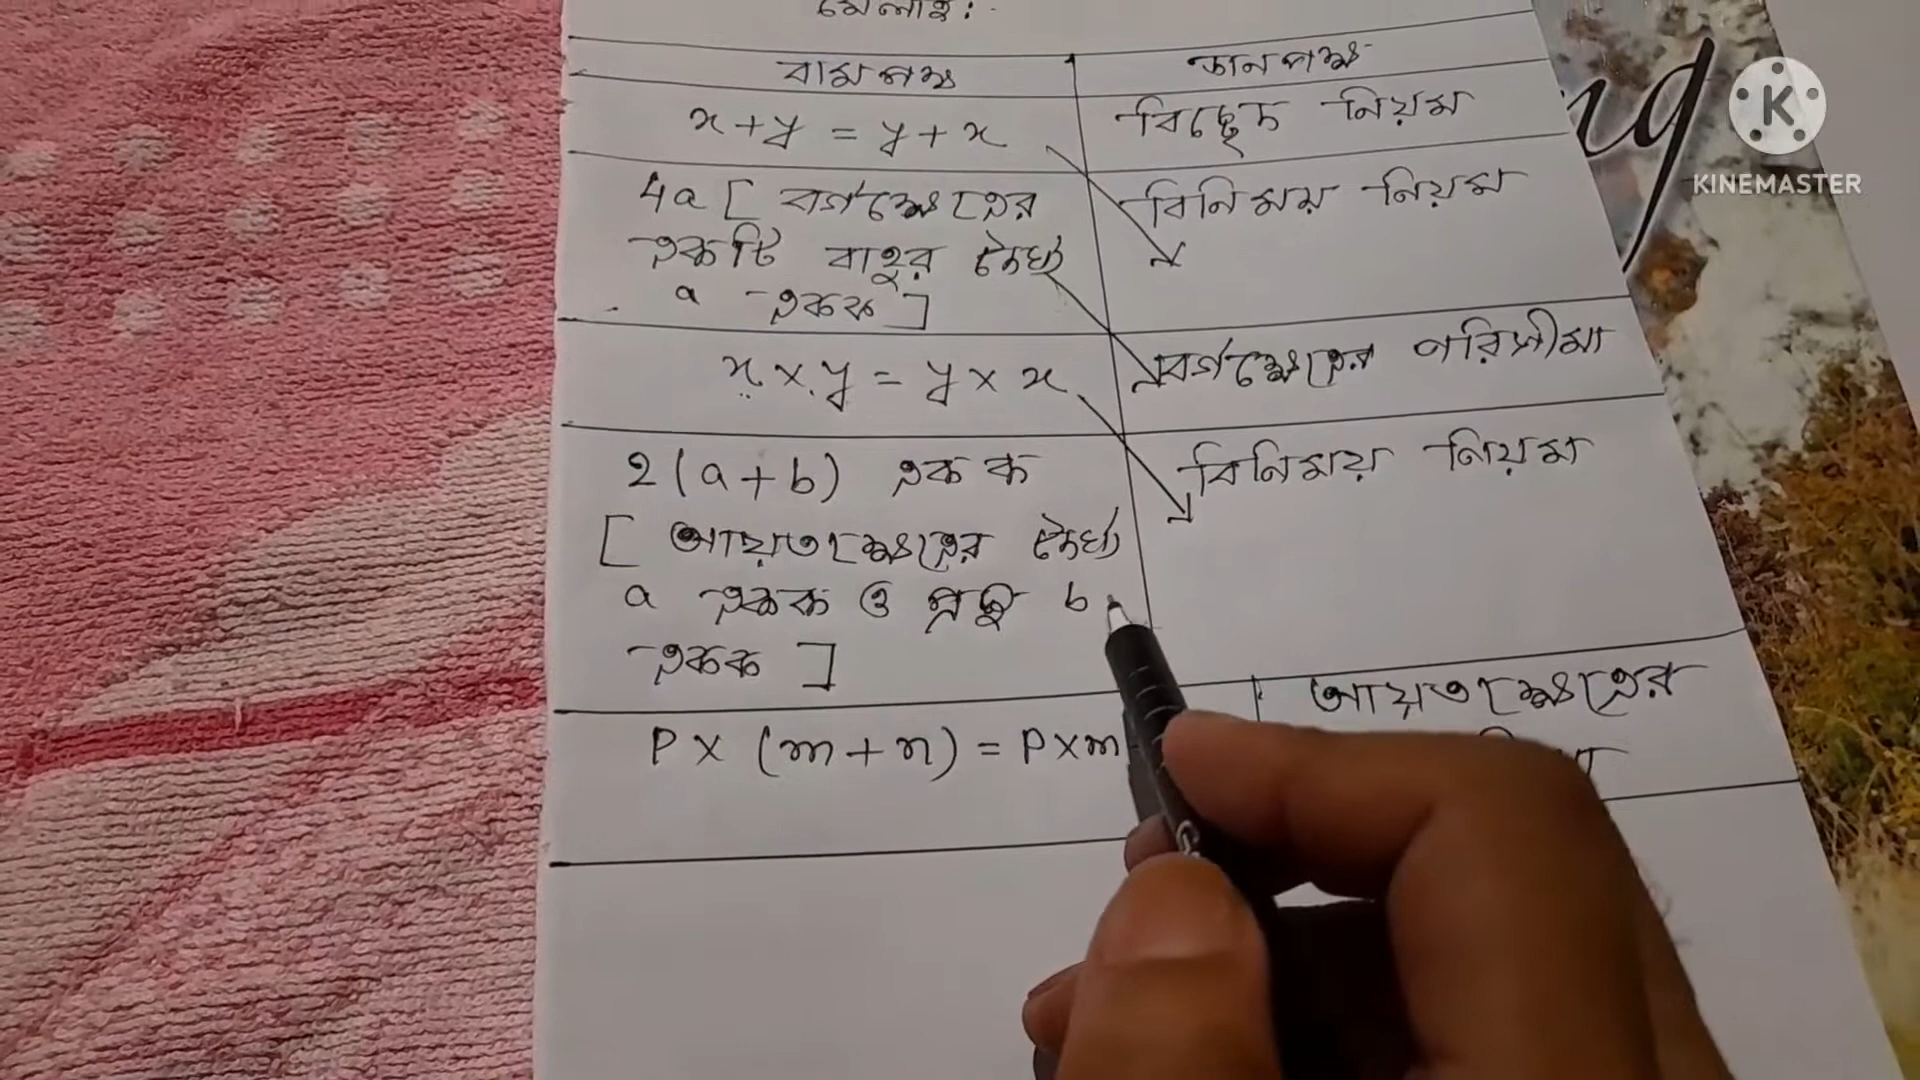 মেলাই :
বামপক্ষ
ডানপক্ষ
x + y = y + x
বিচ্ছেদ নিয়ম
4a [ বর্গক্ষেত্রের
একটি বাহুর দৈর্ঘ্য
a একক ]
বিনিময় নিয়ম
x × y = y × x
বর্গক্ষেত্রের পরিসীমা
2 (a + b) একক
[ আয়তক্ষেত্রের দৈর্ঘ্য
a একক ও প্রস্থ b
একক ]
বিনিময় নিয়ম
P × (m + n) = P × m
আয়তক্ষেত্রের
ng
K
KINEMASTER